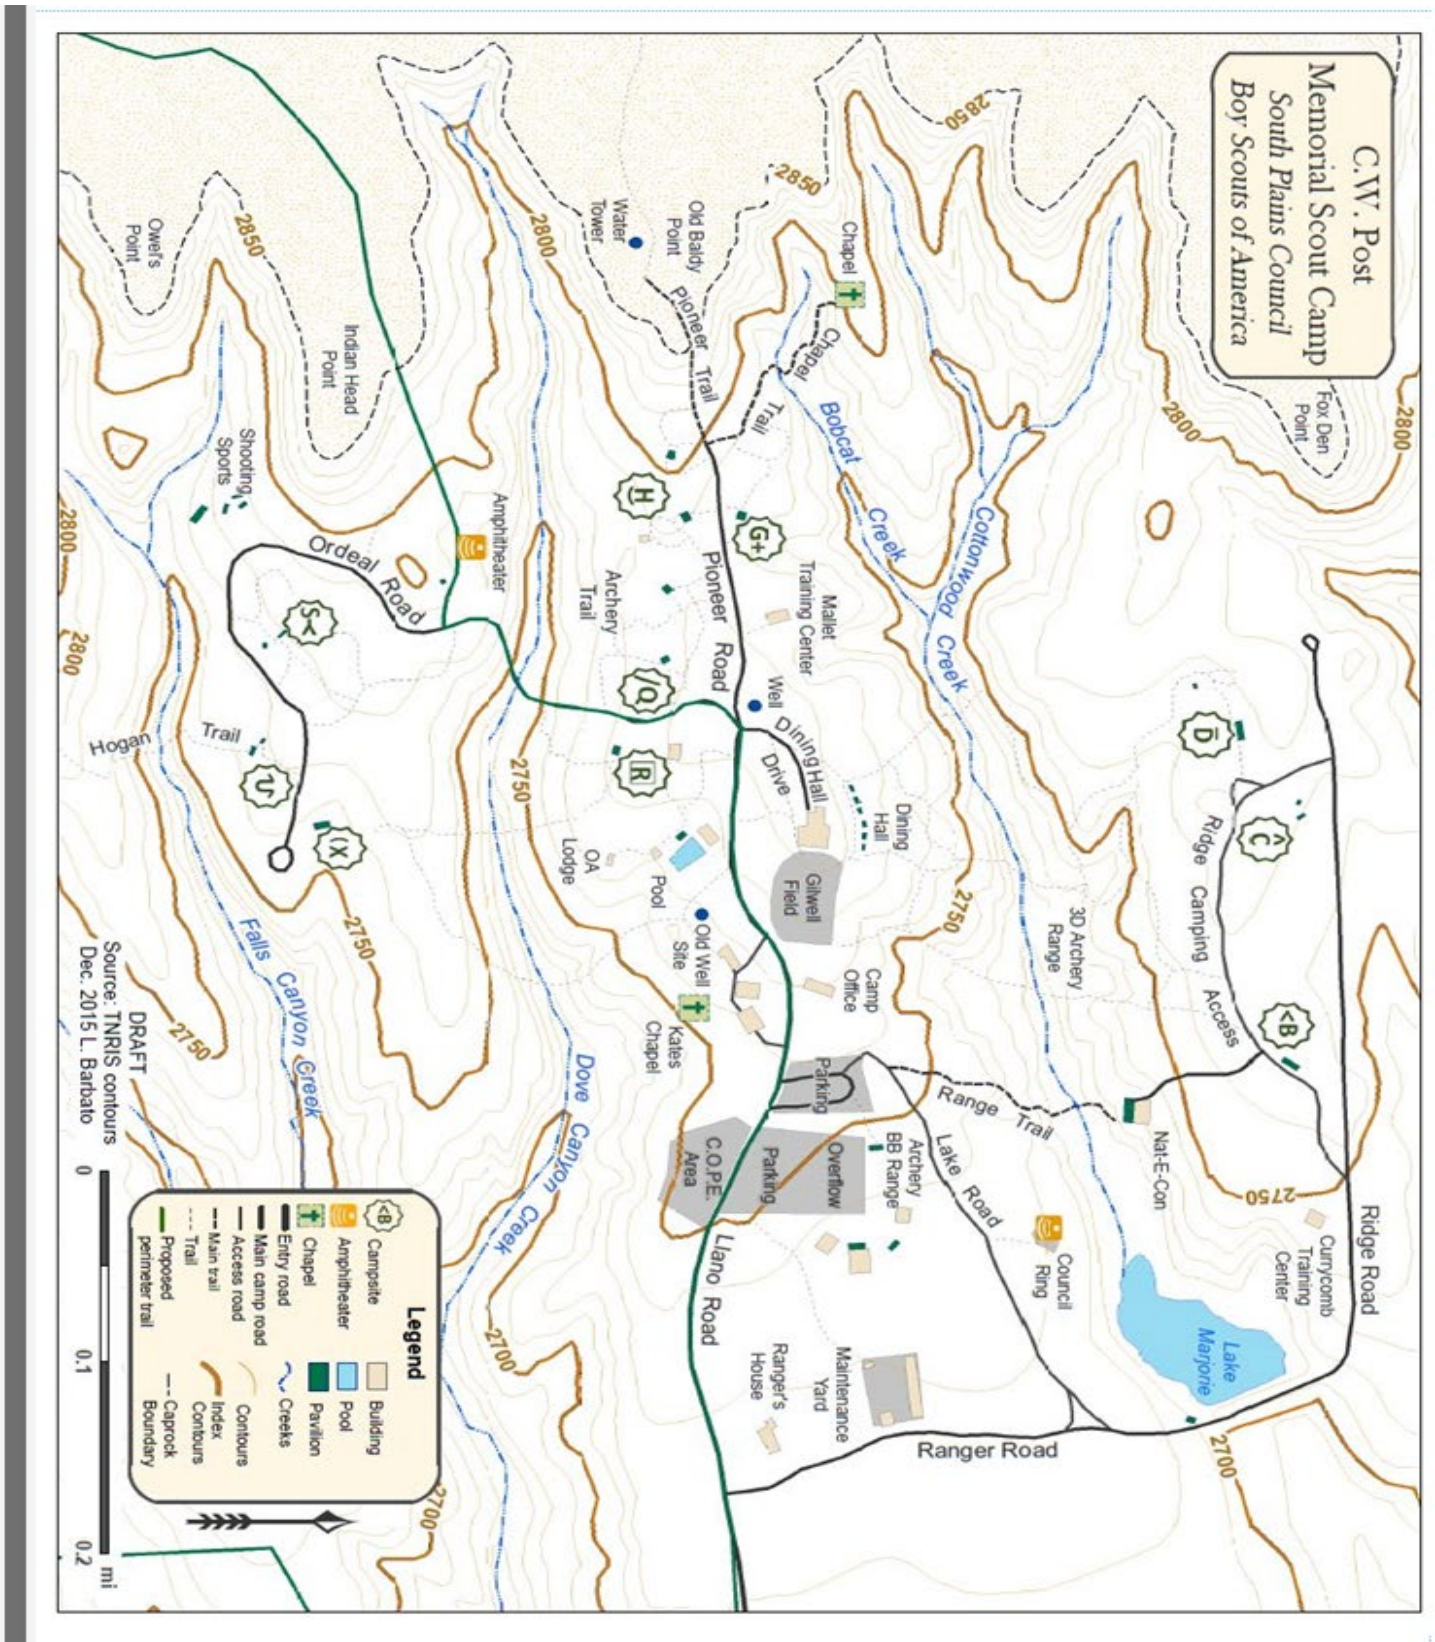 C.W. Post
Memorial Scout Camp
South Plains Council
Boy Scouts of America
Fox Den
Point
2800
2800
2850
2850
2800
2850
Chapel
Chapel
Trail
Old Baldy
Point
Water
Tower
Pioneer Trail
Owel's
Point
Indian Head
Point
Bobcat
Creek
Cottonwood Creek
Shooting
Sports
H
G+
Amphitheater
Ordeal Road
Archery
Trail
Pioneer
Road
Mallet
Training Center
Well
Dining Hall
Drive
Dining
Hall
Q
R
S<
Hogan
Trail
U
X
2800
2800
2750
2750
2750
2750
2750
D
C
<B
Ridge Camping Access
Ridge Road
3D Archery
Range
Gilwell
Field
OA
Lodge
Pool
Old Well
Site
Kates
Chapel
Camp
Office
Parking
Range Trail
Nat-E-Con
Archery
BB Range
Lake Road
Overflow
Parking
C.O.P.E.
Area
Llano Road
Council
Ring
Currycomb
Training
Center
Lake
Marjorie
Maintenance
Yard
Ranger's
House
Ranger Road
2700
2700
2700
Falls Canyon Creek
Dove Canyon Creek
DRAFT
Source: TNRIS contours
Dec. 2015 L. Barbato
Legend
<B
Campsite
Amphitheater
Chapel
Entry road
Main camp road
Access road
Main trail
Trail
Proposed
perimeter trail
Building
Pool
Pavilion
Creeks
Contours
Index
Contours
Caprock
Boundary
0
0.1
0.2
mi